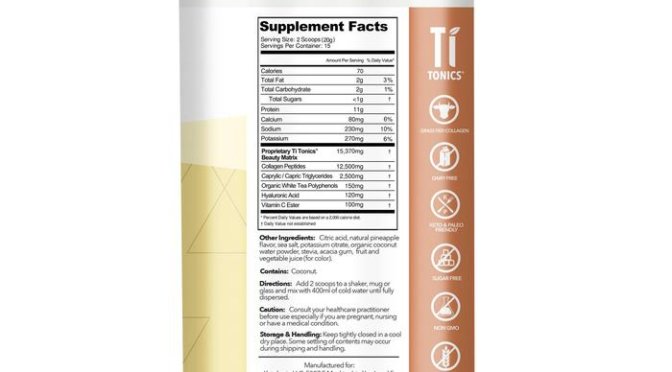 Supplement Facts
Serving Size: 2 Scoops (20g)
Servings Per Container: 15
Amount Per Serving % Daily Value*
Calories 70
Total Fat 2g 3%
Total Carbohydrate 2g 1%
Total Sugars <1g †
Protein 11g
Calcium 80mg 6%
Sodium 230mg 10%
Potassium 270mg 6%
Proprietary Ti Tonics™ 15,370mg †
Beauty Matrix
Collagen Peptides 12,500mg †
Caprylic / Capric Triglycerides 2,500mg †
Organic White Tea Polyphenols 150mg †
Hyaluronic Acid 120mg †
Vitamin C Ester 100mg †
* Percent Daily Values are based on a 2,000 calorie diet.
† Daily Value not established
Other Ingredients: Citric acid, natural pineapple
flavor, sea salt, potassium citrate, organic coconut
water powder, stevia, acacia gum, fruit and
vegetable juice (for color).
Contains: Coconut.
Directions: Add 2 scoops to a shaker, mug or
glass and mix with 400ml of cold water until fully
dispersed.
Caution: Consult your healthcare practitioner
before use especially if you are pregnant, nursing
or have a medical condition.
Storage & Handling: Keep tightly closed in a cool
dry place. Some settling of contents may occur
during shipping and handling.
Manufactured for:
Ti
TONICS™
GRASS FED COLLAGEN
DAIRY FREE
KETO & PALEO
FRIENDLY
SUGAR FREE
NON GMO